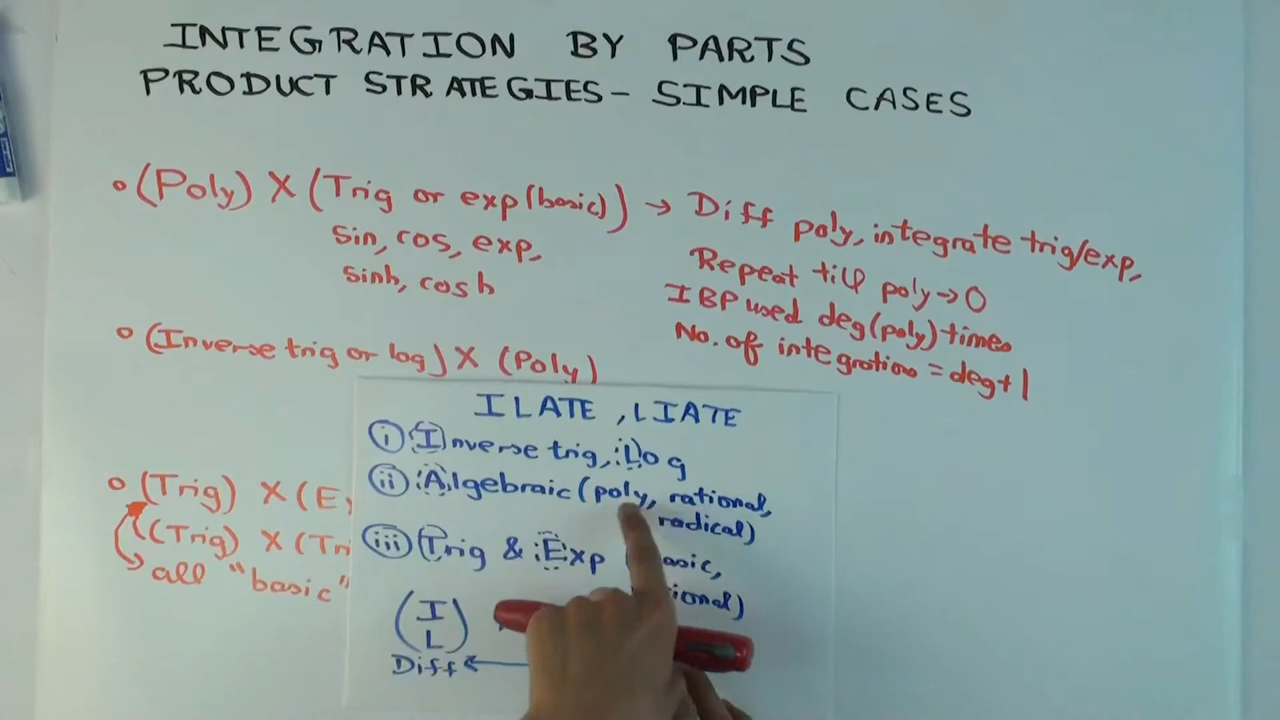 INTEGRATION BY PARTS
PRODUCT STRATEGIES - SIMPLE CASES
∘ (Poly) X (Trig or exp(basic)) → Diff poly, integrate trig/exp,
sin, cos, exp,
sinh, cosh
Repeat till poly → 0
IBP used deg(poly) times
No. of integrations = deg + 1
∘ (Inverse trig or log) X (Poly)
∘ (Trig) X (E
((Trig) X (Tri
→ all "basic"
ILATE, LIATE
(i) Inverse trig, Log
(ii) Algebraic (poly, rational,
radical)
(iii) Trig & Exp
(I
L)
Diff ←